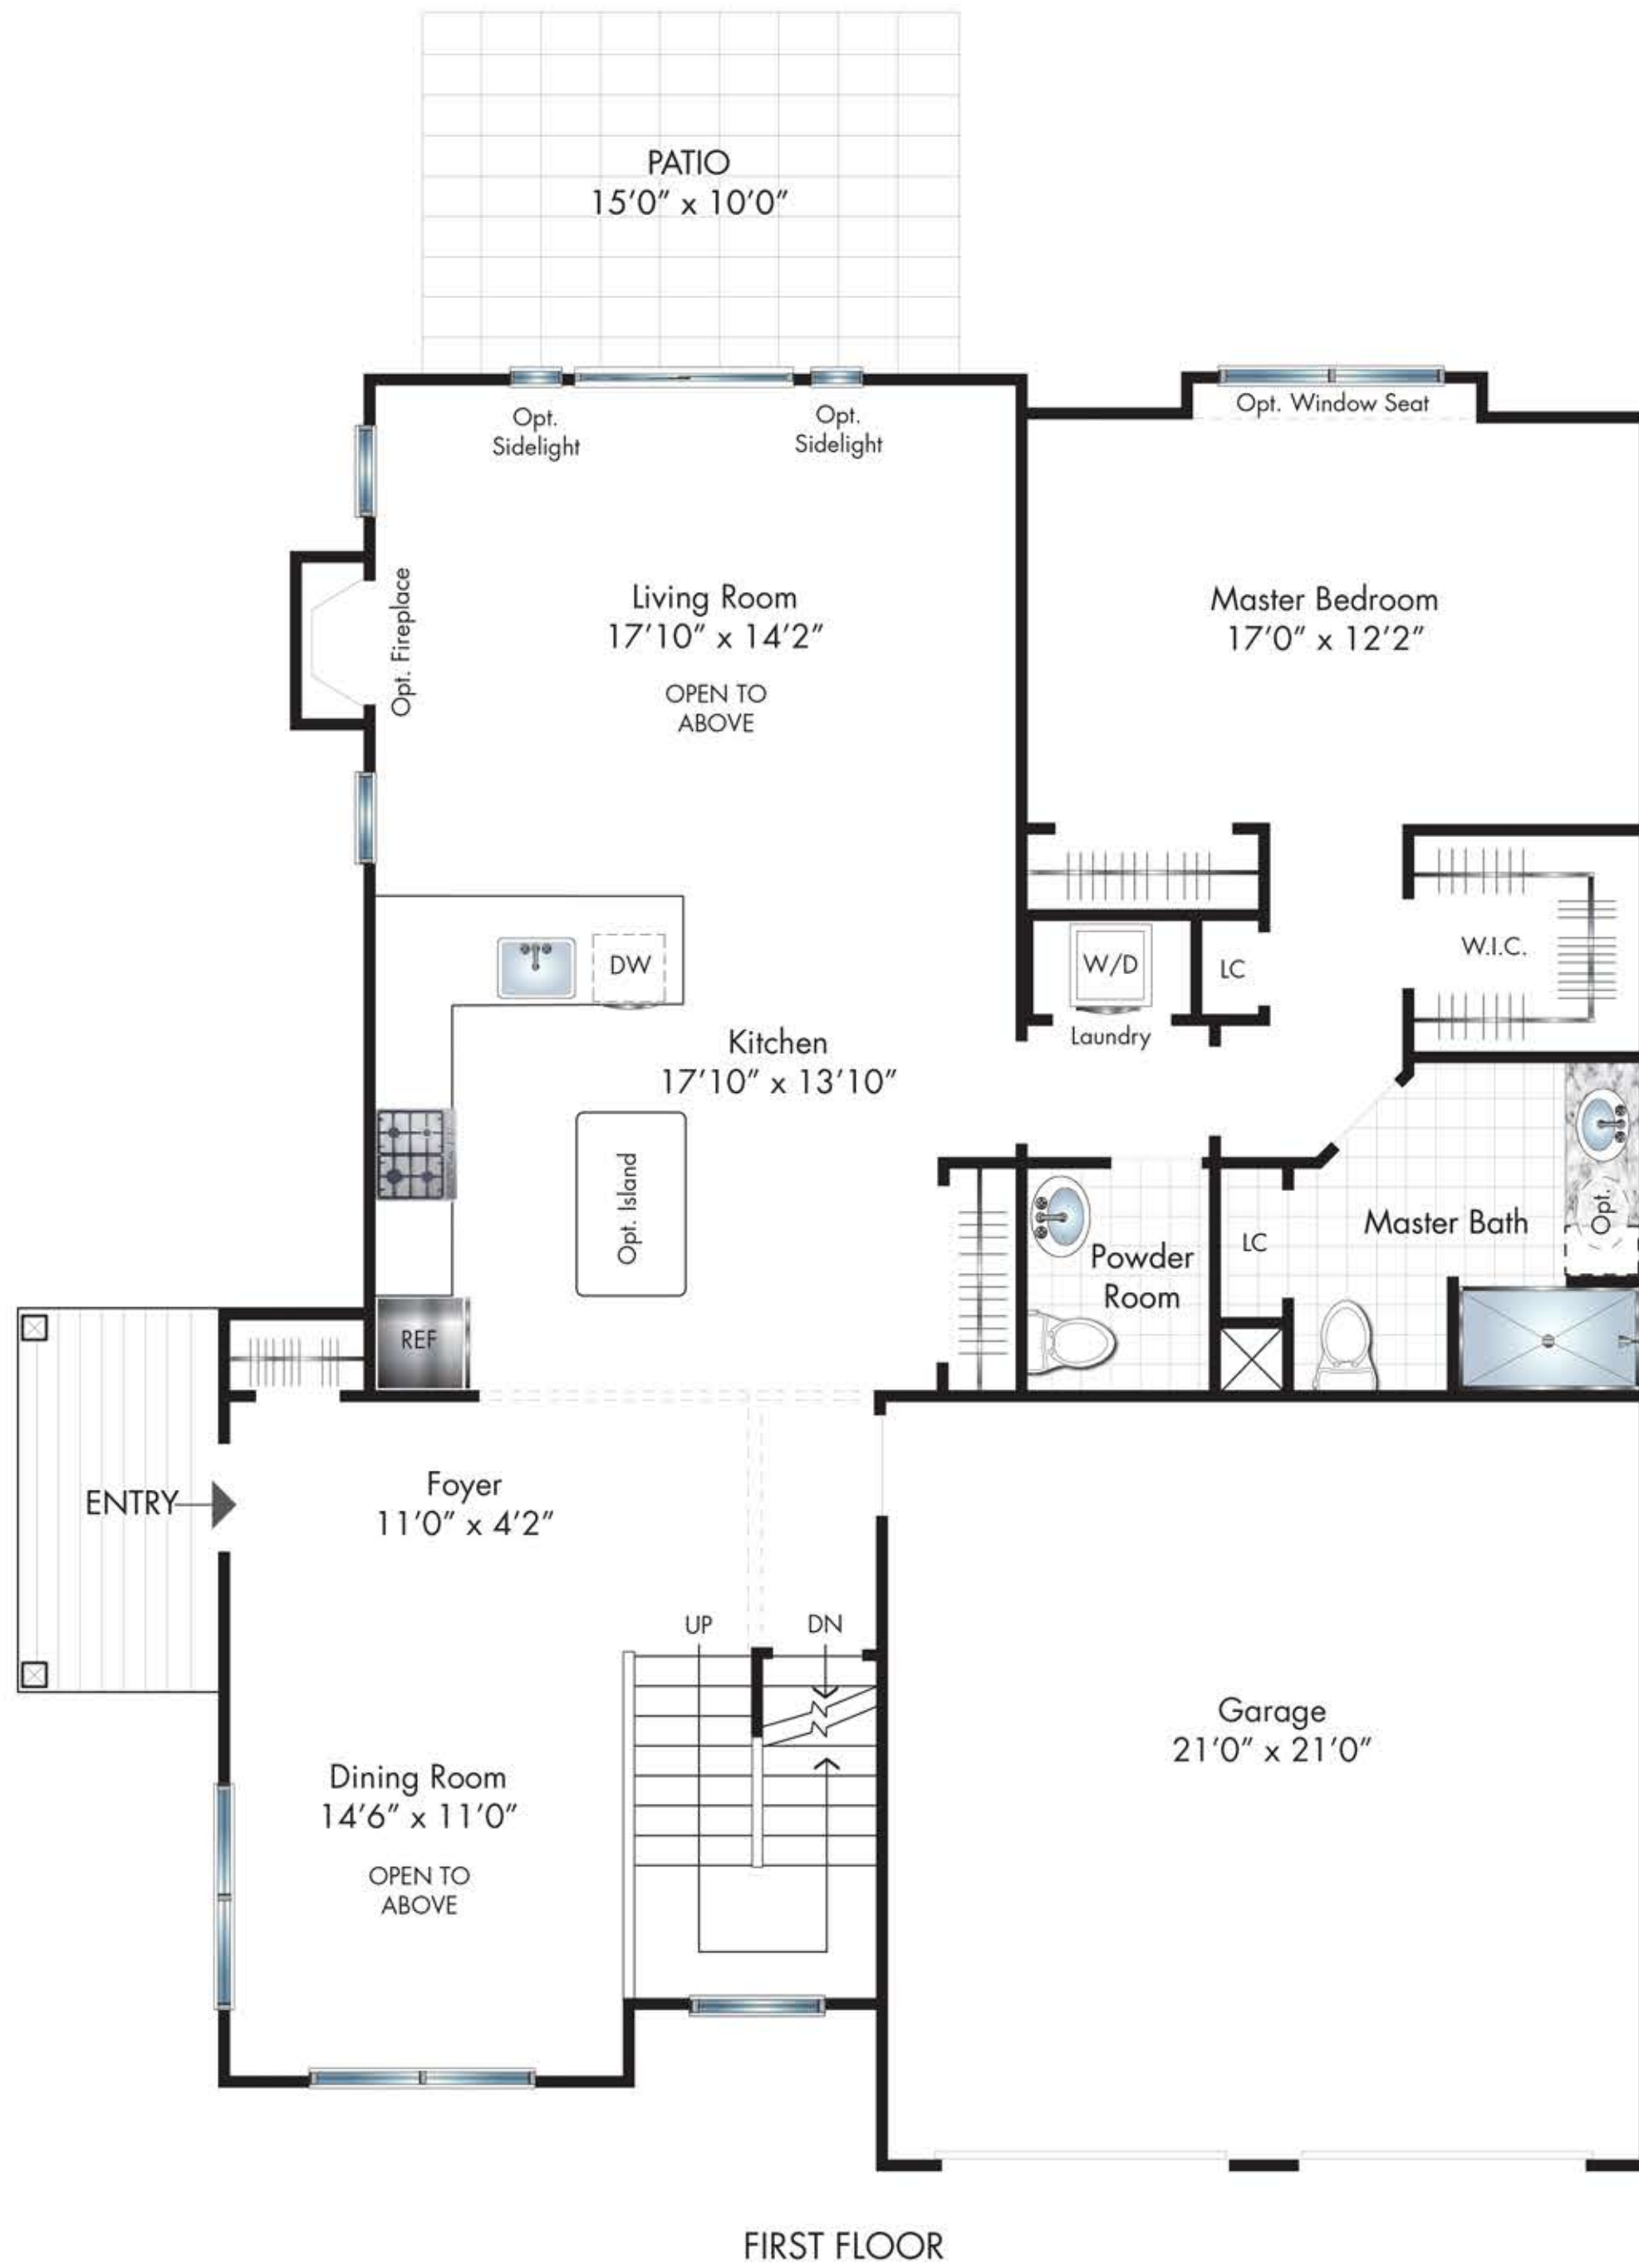 PATIO
15'0" x 10'0"
Opt.
Sidelight
Opt.
Sidelight
Opt. Window Seat
Opt. Fireplace
Living Room
17'10" x 14'2"
OPEN TO
ABOVE
Master Bedroom
17'0" x 12'2"
DW
W/D
LC
W.I.C.
Laundry
Kitchen
17'10" x 13'10"
Opt. Island
Opt.
Master Bath
LC
Powder
Room
REF
ENTRY
Foyer
11'0" x 4'2"
UP
DN
Garage
21'0" x 21'0"
Dining Room
14'6" x 11'0"
OPEN TO
ABOVE
FIRST FLOOR